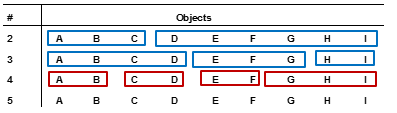 # Objects
2 A B C D E F G H I
3 A B C D E F G H I
4 A B C D E F G H I
5 A B C D E F G H I